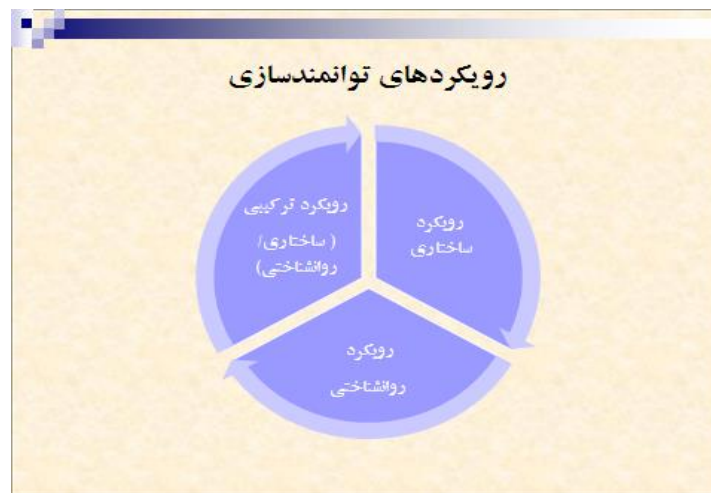 رویکردهای توانمندسازی
رویکرد
ساختاری
رویکرد
روانشناختی
رویکرد ترکیبی
( ساختاری/
روانشناختی)